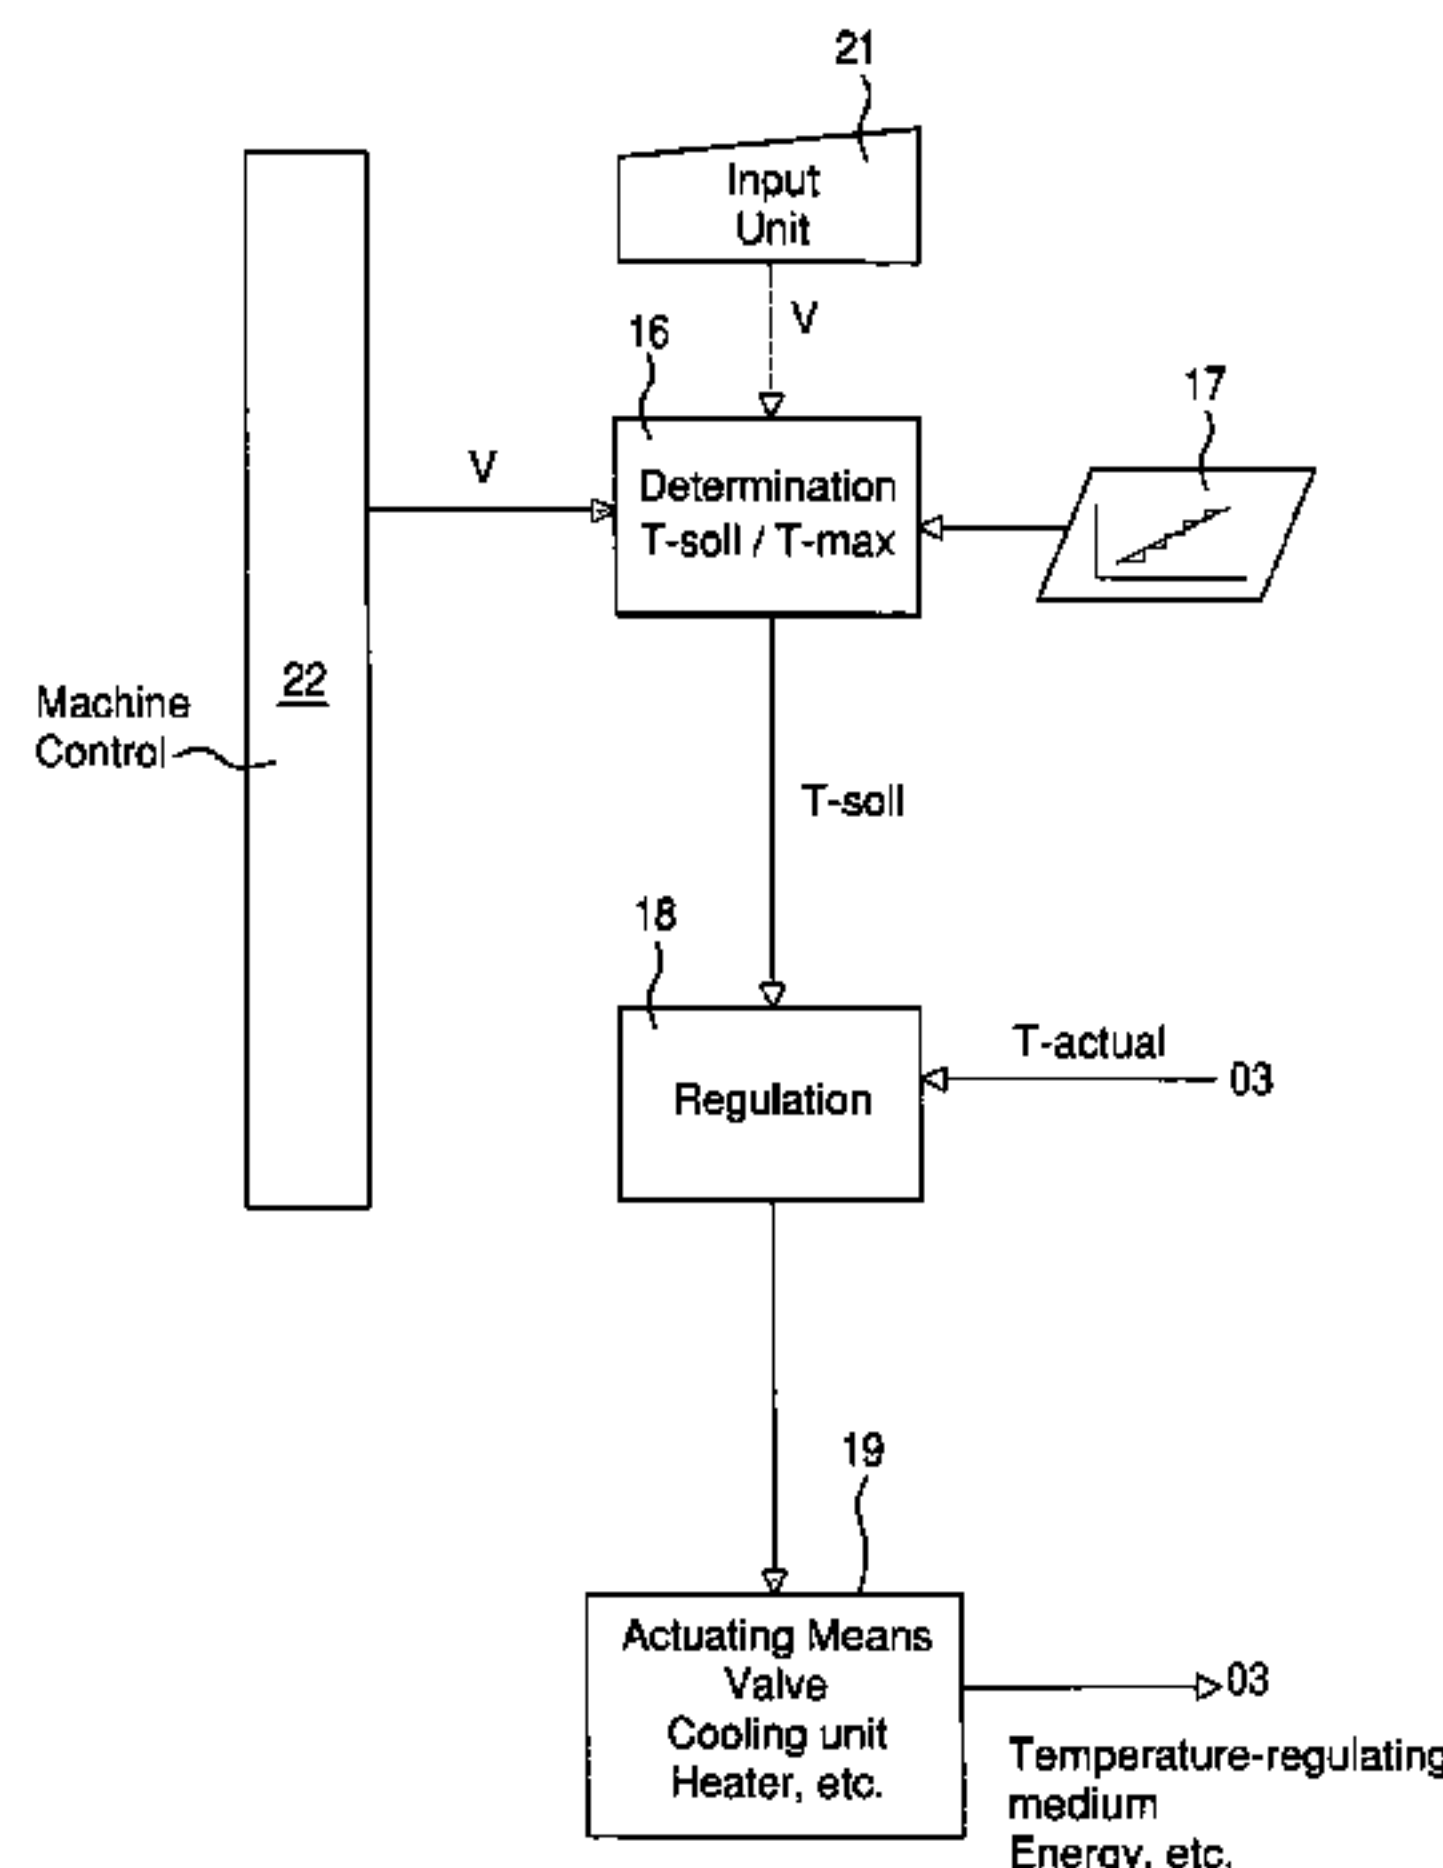 21
Input
Unit
V
16
17
V
Determination
T-soll / T-max
22
Machine
Control
T-soll
18
T-actual
03
Regulation
19
Actuating Means
Valve
Cooling unit
Heater, etc.
03
Temperature-regulating
medium
Energy, etc.